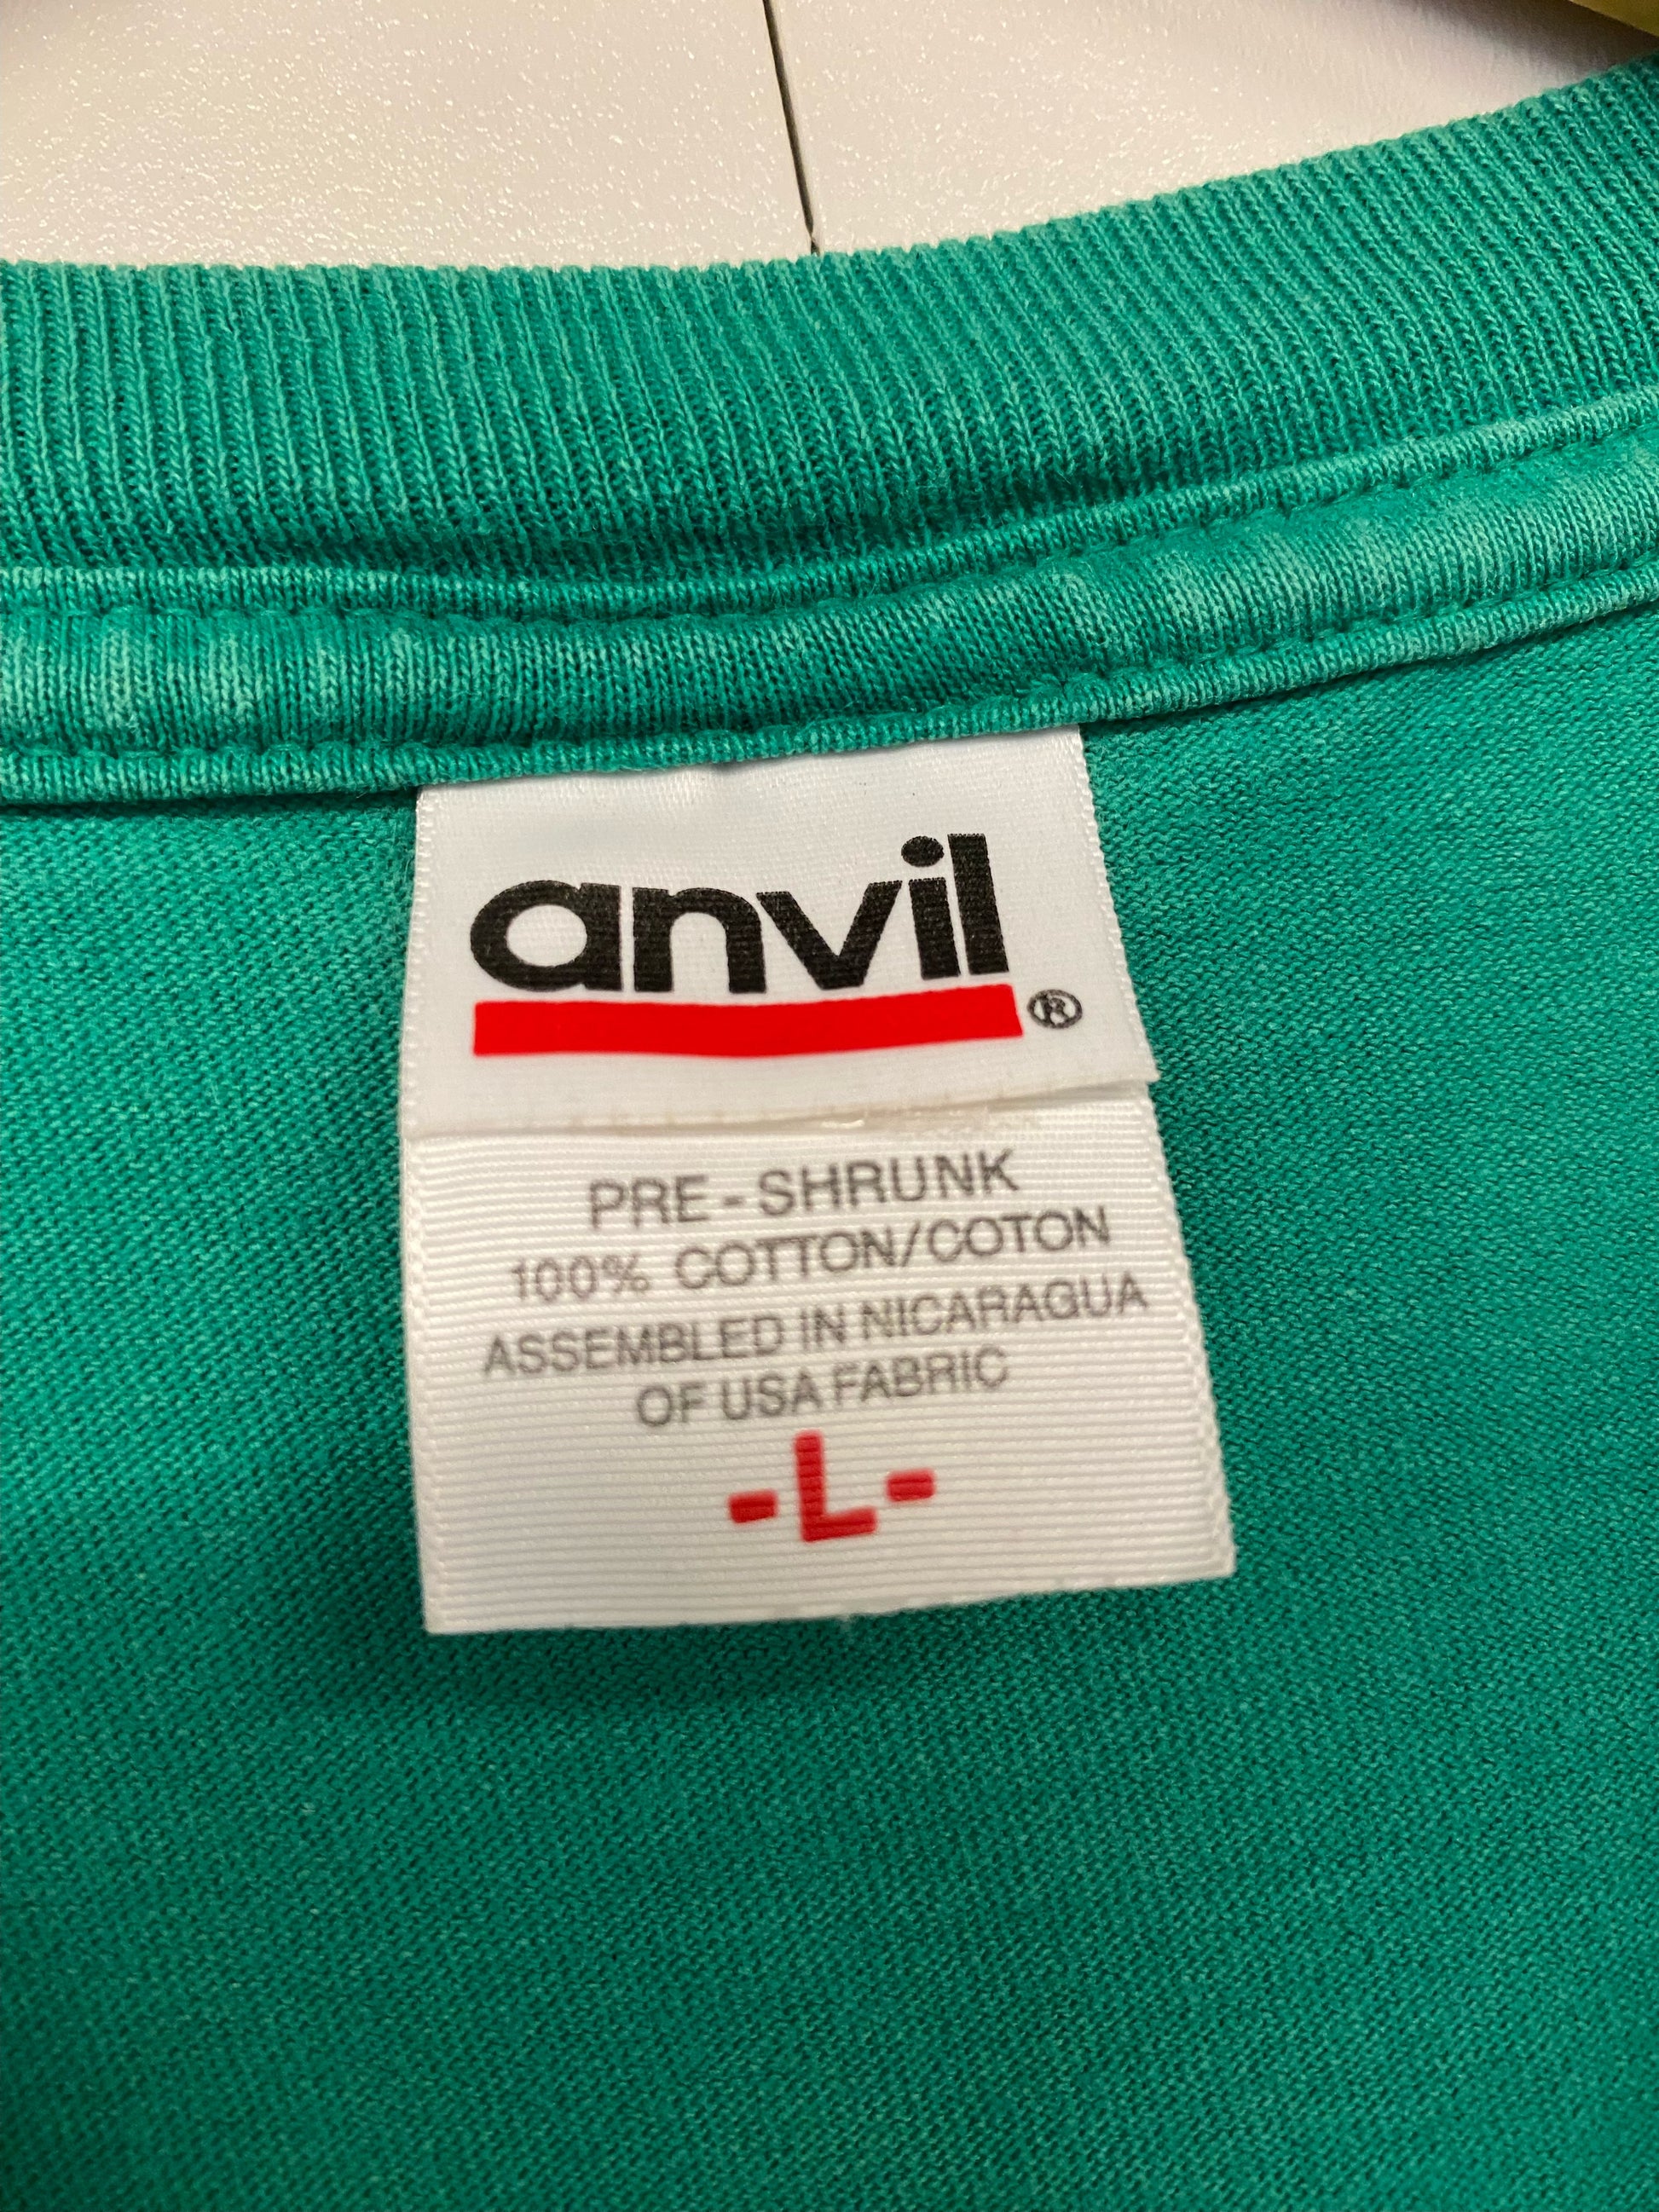 anvil®
PRE-SHRUNK
100% COTTON/COTON
ASSEMBLED IN NICARAGUA
OF USA FABRIC
-L-